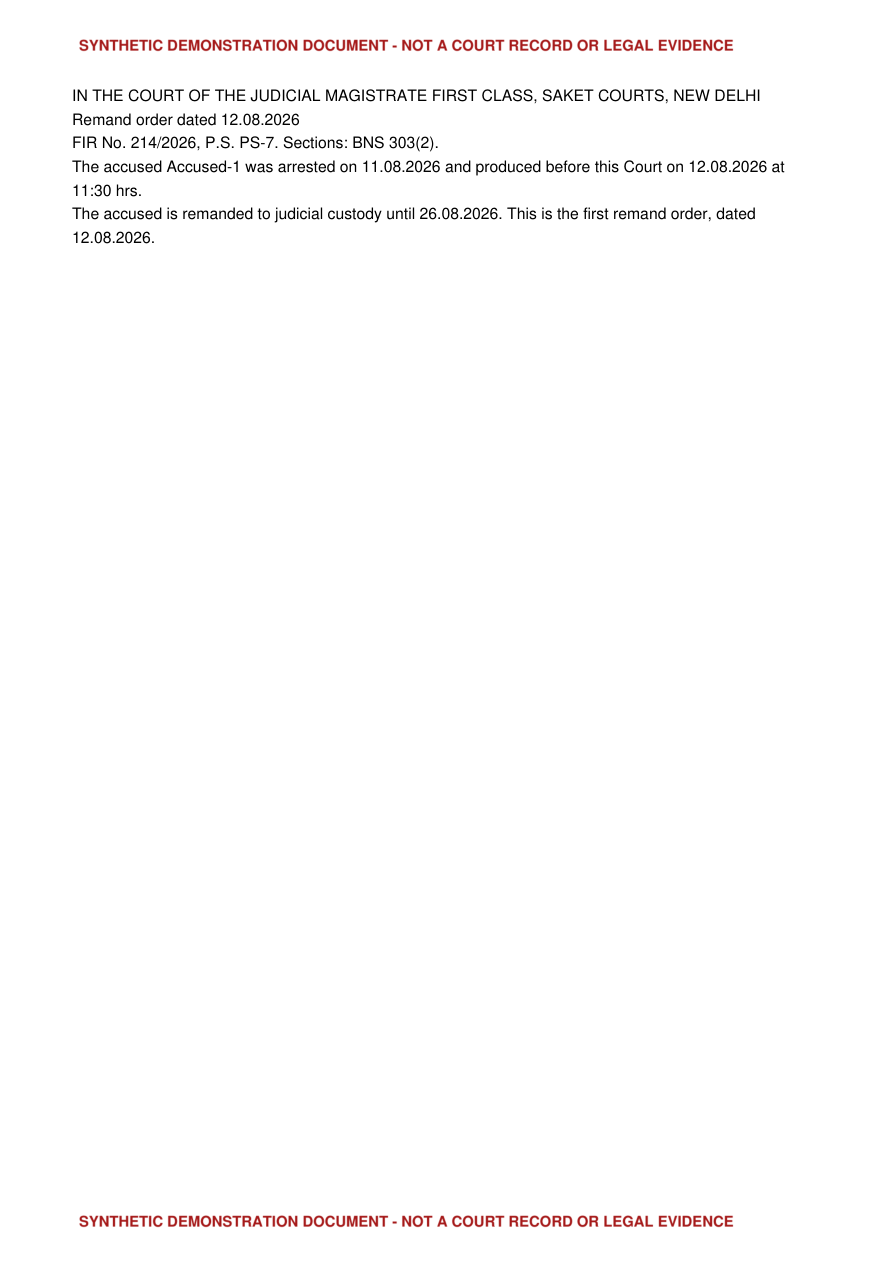 SYNTHETIC DEMONSTRATION DOCUMENT - NOT A COURT RECORD OR LEGAL EVIDENCE
IN THE COURT OF THE JUDICIAL MAGISTRATE FIRST CLASS, SAKET COURTS, NEW DELHI
Remand order dated 12.08.2026
FIR No. 214/2026, P.S. PS-7. Sections: BNS 303(2).
The accused Accused-1 was arrested on 11.08.2026 and produced before this Court on 12.08.2026 at
11:30 hrs.
The accused is remanded to judicial custody until 26.08.2026. This is the first remand order, dated
12.08.2026.
SYNTHETIC DEMONSTRATION DOCUMENT - NOT A COURT RECORD OR LEGAL EVIDENCE